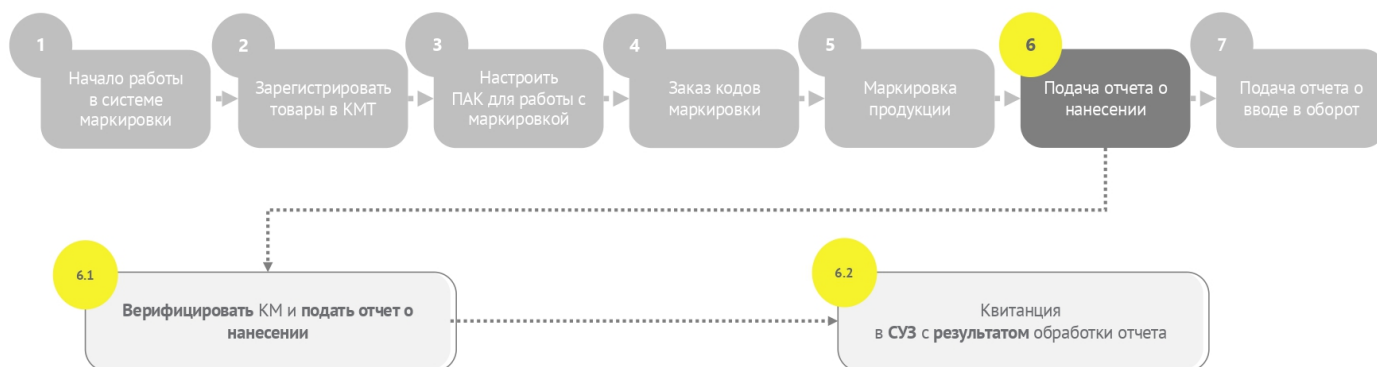 1
Начало работы
в системе
маркировки
2
Зарегистрировать
товары в КМТ
3
Настроить
ПАК для работы с
маркировкой
4
Заказ кодов
маркировки
5
Маркировка
продукции
6
Подача отчета о
нанесении
7
Подача отчета о
вводе в оборот
6.1
Верифицировать КМ и подать отчет о
нанесении
6.2
Квитанция
в СУЗ с результатом обработки отчета